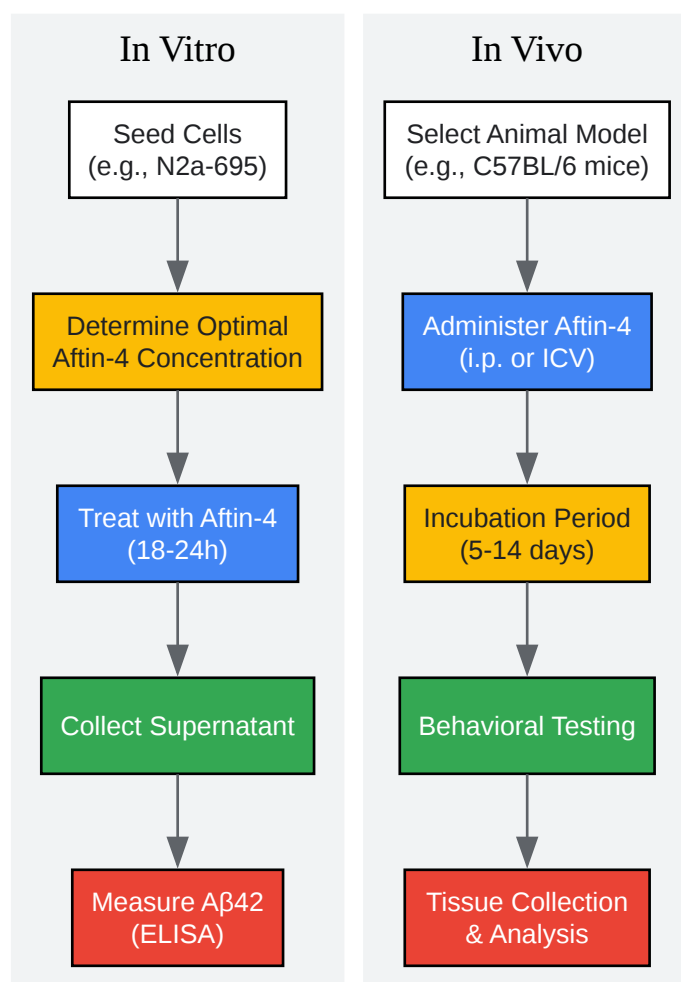 In Vitro
Seed Cells
(e.g., N2a-695)
Determine Optimal
Aftin-4 Concentration
Treat with Aftin-4
(18-24h)
Collect Supernatant
Measure Aβ42
(ELISA)
In Vivo
Select Animal Model
(e.g., C57BL/6 mice)
Administer Aftin-4
(i.p. or ICV)
Incubation Period
(5-14 days)
Behavioral Testing
Tissue Collection
& Analysis